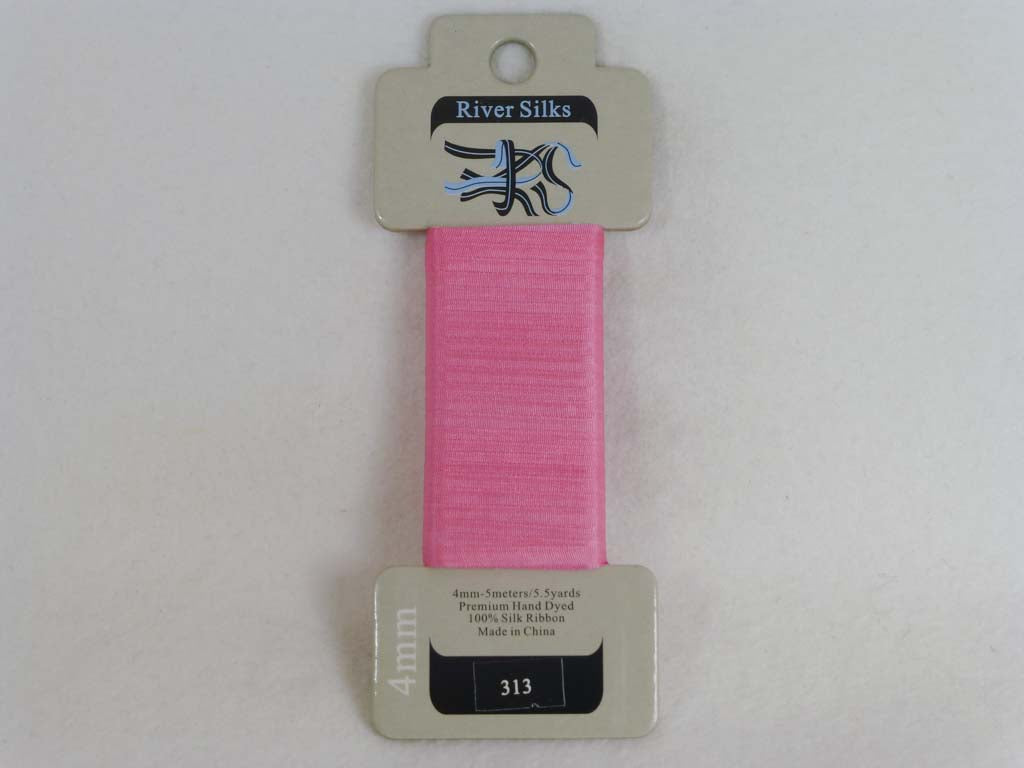 River Silks
4mm-5meters/5.5yards
Premium Hand Dyed
100% Silk Ribbon
Made in China
4mm
313